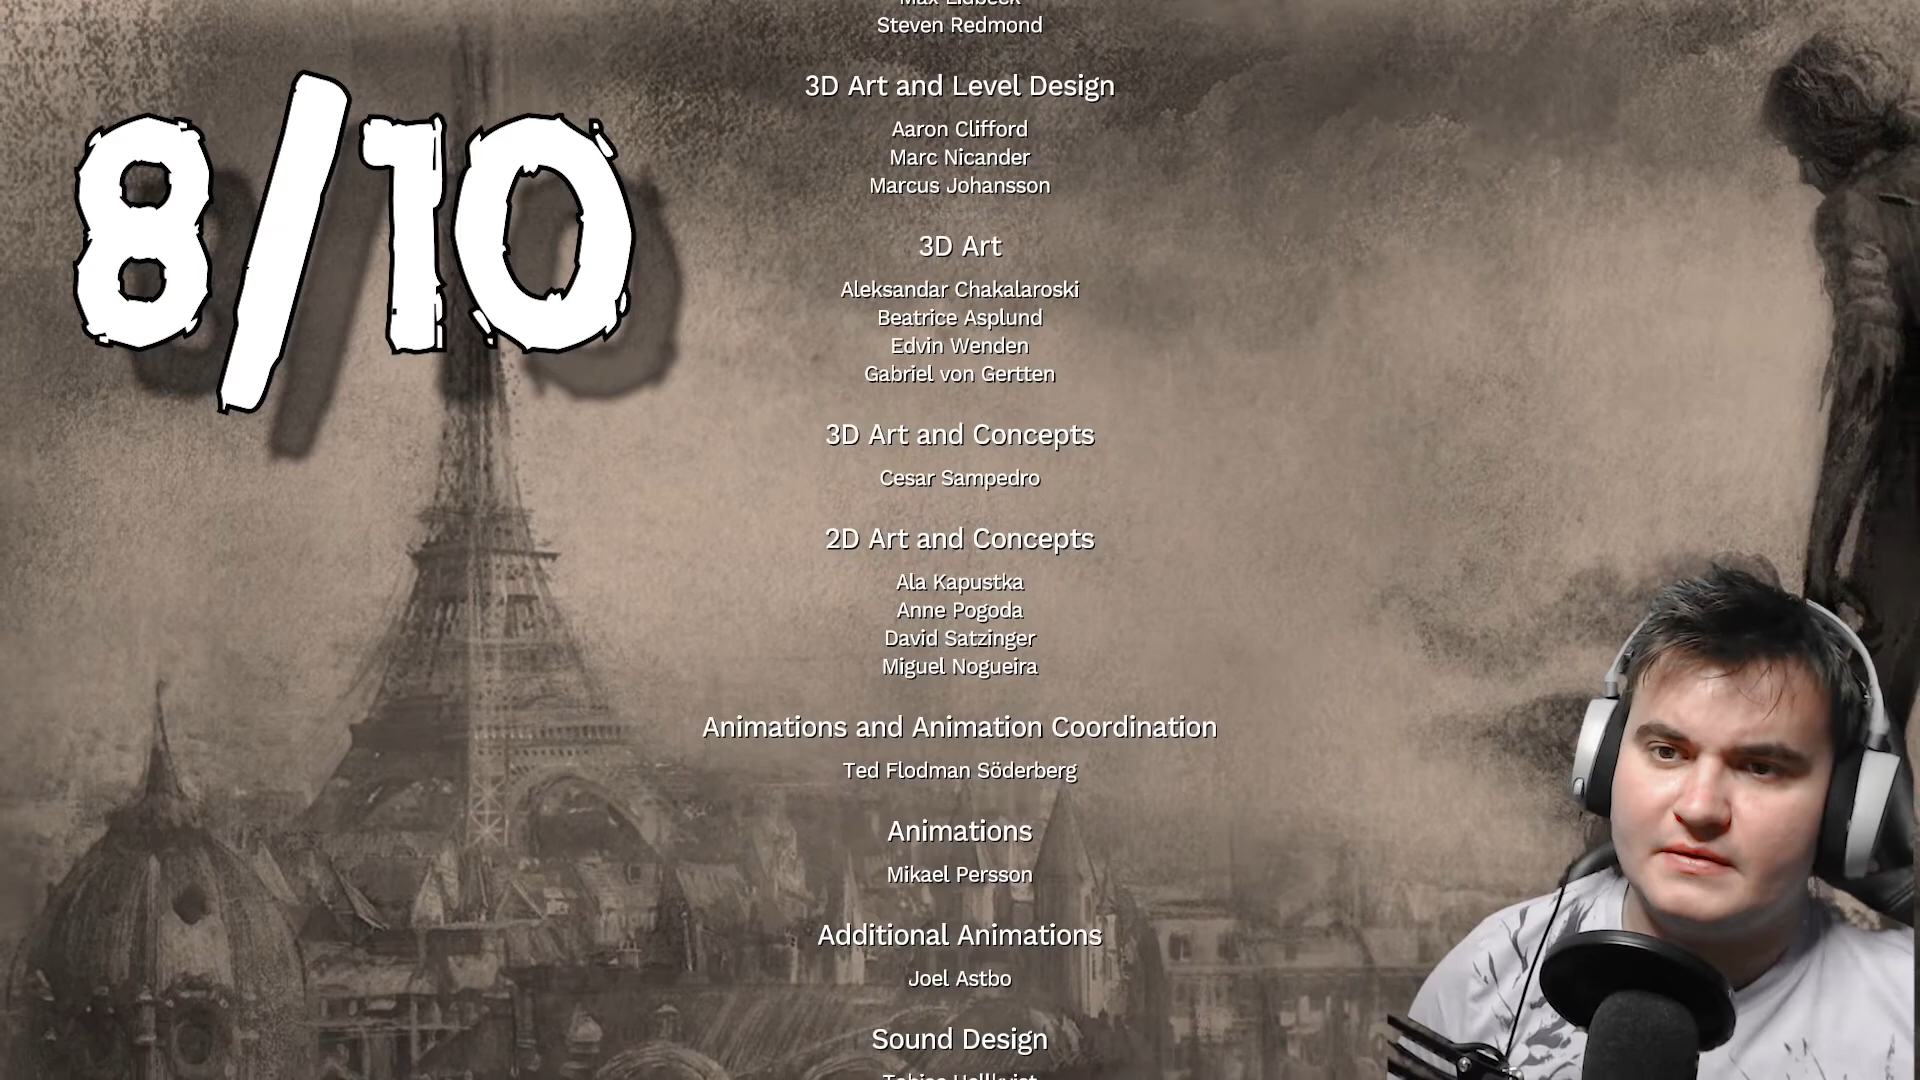 8/10
Steven Redmond
3D Art and Level Design
Aaron Clifford
Marc Nicander
Marcus Johansson
3D Art
Aleksandar Chakalaroski
Beatrice Asplund
Edvin Wenden
Gabriel von Gertten
3D Art and Concepts
Cesar Sampedro
2D Art and Concepts
Ala Kapustka
Anne Pogoda
David Satzinger
Miguel Nogueira
Animations and Animation Coordination
Ted Flodman Söderberg
Animations
Mikael Persson
Additional Animations
Joel Astbo
Sound Design